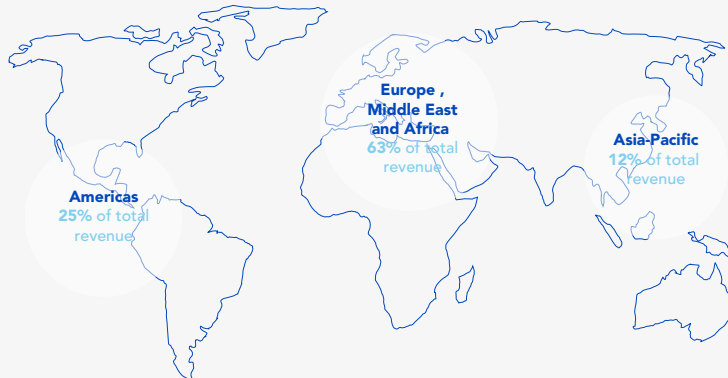 Europe ,
Middle East
and Africa
63% of total
revenue
Asia-Pacific
12% of total
revenue
Americas
25% of total
revenue